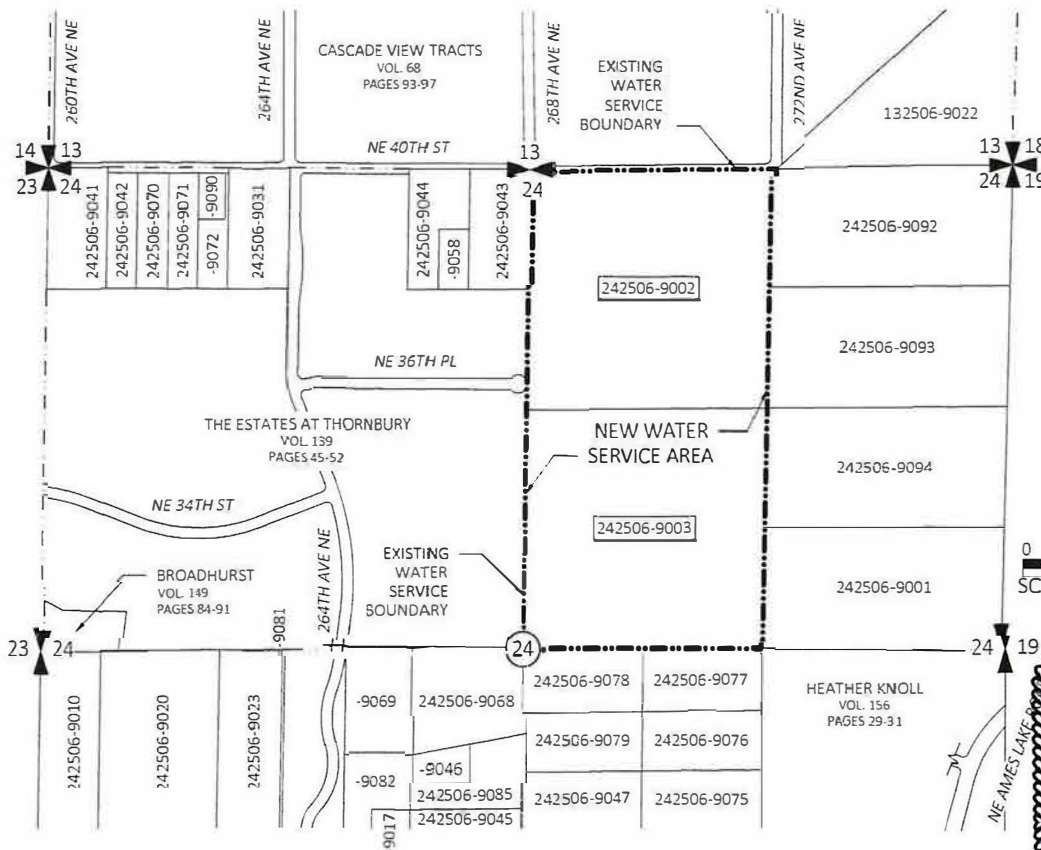 260TH AVE NE
264TH AVE NE
CASCADE VIEW TRACTS
VOL. 68
PAGES 93-97
268TH AVE NE
EXISTING
WATER
SERVICE
BOUNDARY
272ND AVE NE
132506-9022
NE 40TH ST
14 13
23 24
13
24
13 18
24 19
242506-9041
242506-9042
242506-9070
242506-9071
-9090
-9072
242506-9031
242506-9044
-9058
242506-9043
242506-9002
242506-9092
242506-9093
NE 36TH PL
THE ESTATES AT THORNBURY
VOL. 139
PAGES 45-52
NEW WATER
SERVICE AREA
242506-9094
NE 34TH ST
264TH AVE NE
242506-9003
EXISTING
WATER
SERVICE
BOUNDARY
BROADHURST
VOL. 149
PAGES 84-91
242506-9001
0
SC
-9081
23 24
24
24 19
242506-9010
242506-9020
242506-9023
-9069
242506-9068
242506-9078
242506-9077
HEATHER KNOLL
VOL. 156
PAGES 29-31
242506-9079
242506-9076
-9046
-9082
242506-9085
242506-9047
242506-9075
-9017
242506-9045
NE AMES LAKE